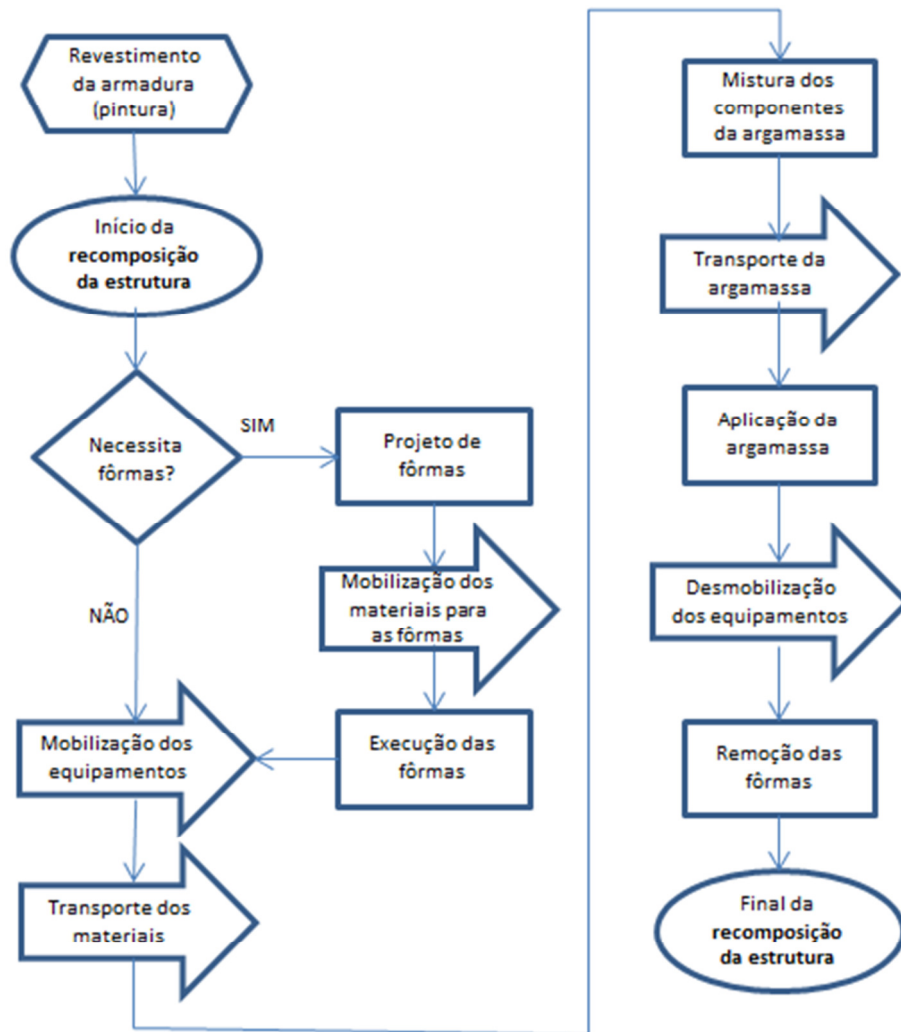 Revestimento
da armadura
(pintura)
Início da
recomposição
da estrutura
Necessita
fôrmas?
SIM
NÃO
Projeto de
fôrmas
Mobilização dos
materiais para
as fôrmas
Execução das
fôrmas
Mobilização dos
equipamentos
Transporte dos
materiais
Mistura dos
componentes
da argamassa
Transporte da
argamassa
Aplicação da
argamassa
Desmobilização
dos equipamentos
Remoção das
fôrmas
Final da
recomposição
da estrutura